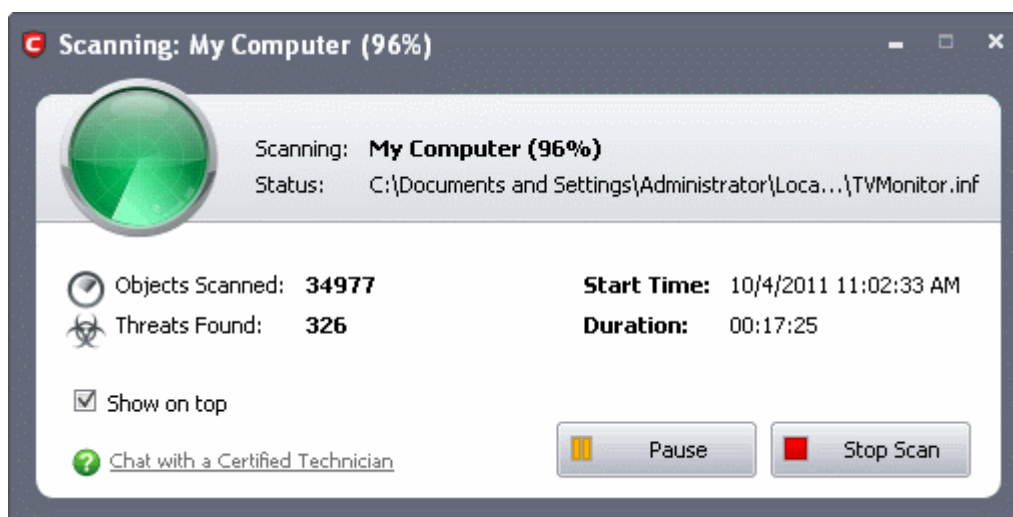 Scanning: My Computer (96%)
Scanning: My Computer (96%)
Status: C:\Documents and Settings\Administrator\Loca...\TVMonitor.inf
Objects Scanned: 34977
Start Time: 10/4/2011 11:02:33 AM
Threats Found: 326
Duration: 00:17:25
Show on top
Chat with a Certified Technician
Pause
Stop Scan